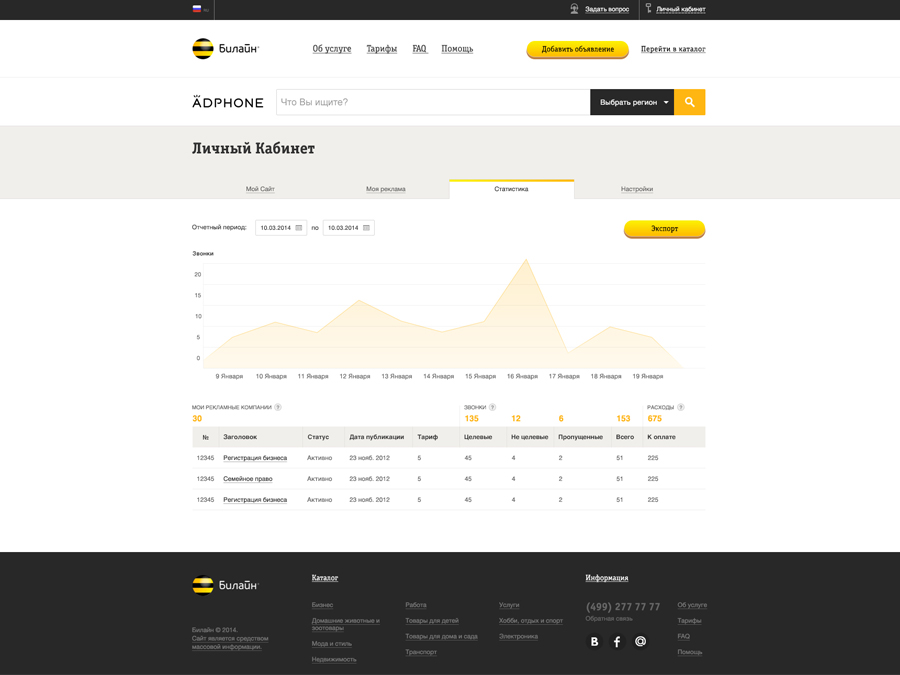 RU
Задать вопрос
Личный кабинет
Билайн
Об услуге
Тарифы
FAQ
Помощь
Добавить объявление
Перейти в каталог
ÄDPHONE
Что Вы ищите?
Выбрать регион
Личный Кабинет
Мой Сайт
Моя реклама
Статистика
Настройки
Отчетный период:
10.03.2014
по
10.03.2014
Экспорт
Звонки
20
15
10
5
0
9 Января
10 Января
11 Января
12 Января
13 Января
14 Января
15 Января
16 Января
17 Января
18 Января
19 Января
МОИ РЕКЛАМНЫЕ КОМПАНИИ ?
ЗВОНКИ ?
РАСХОДЫ ?
30
135
12
6
153
675
№ Заголовок Статус Дата публикации Тариф Целевые Не целевые Пропущенные Всего К оплате
12345 Регистрация бизнеса Активно 23 нояб. 2012 5 45 4 2 51 225
12345 Семейное право Активно 23 нояб. 2012 5 45 4 2 51 225
12345 Регистрация бизнеса Активно 23 нояб. 2012 5 45 4 2 51 225
Билайн
Билайн © 2014.
Сайт является средством
массовой информации.
Каталог
Бизнес
Домашние животные и
зоотовары
Мода и стиль
Недвижимость
Работа
Товары для детей
Товары для дома и сада
Транспорт
Услуги
Хобби, отдых и спорт
Электроника
Информация
(499) 277 77 77
Обратная связь
В f @
Об услуге
Тарифы
FAQ
Помощь